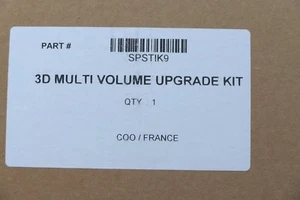 PART #
SPSTIK9
3D MULTI VOLUME UPGRADE KIT
QTY 1
COO / FRANCE